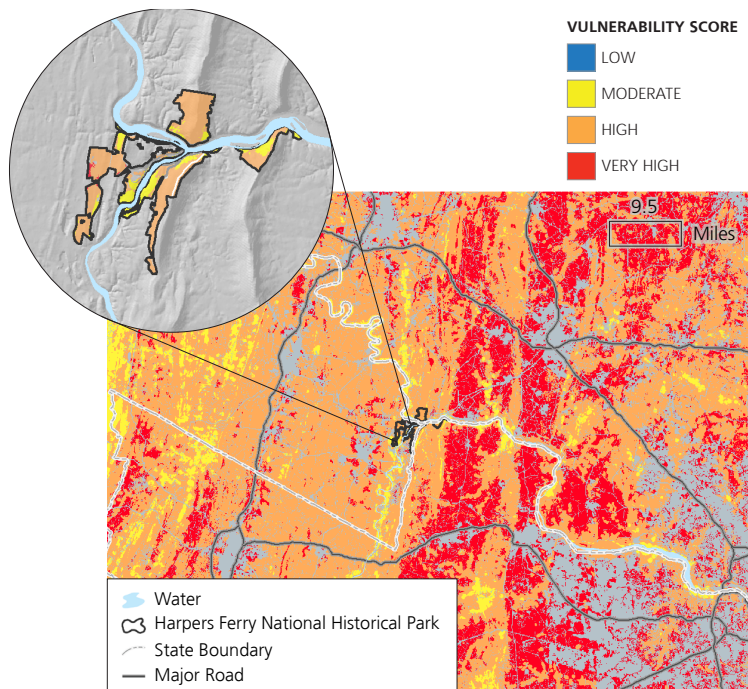 VULNERABILITY SCORE
LOW
MODERATE
HIGH
VERY HIGH
9.5
Miles
Water
Harpers Ferry National Historical Park
State Boundary
Major Road